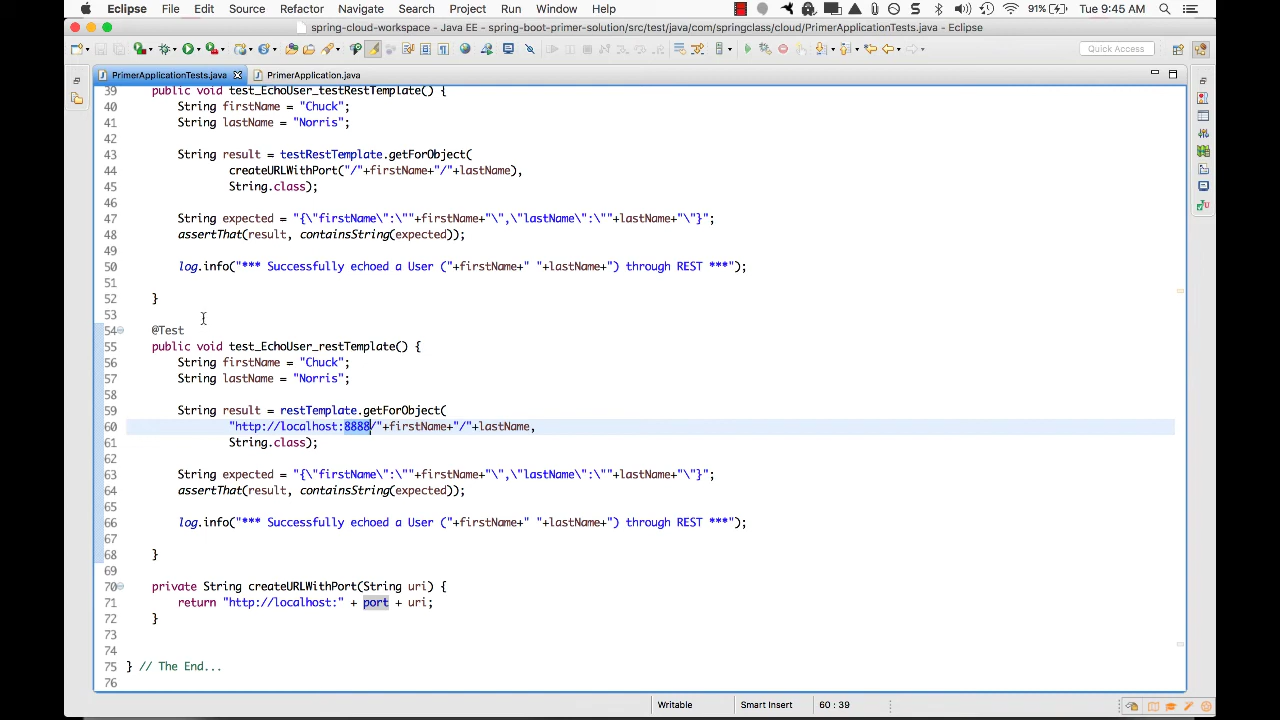 Eclipse File Edit Source Refactor Navigate Search Project Run Window Help 91% Tue 9:45 AM
spring-cloud-workspace - Java EE - spring-boot-primer-solution/src/test/java/com/springclass/cloud/PrimerApplicationTests.java - Eclipse
Quick Access
PrimerApplicationTests.java PrimerApplication.java
39 public void test_EchoUser_testRestTemplate() {
40 String firstName = "Chuck";
41 String lastName = "Norris";
42
43 String result = testRestTemplate.getForObject(
44 createURLWithPort("/"+firstName+"/"+lastName),
45 String.class);
46
47 String expected = "{\"firstName\":\""+firstName+"\",\"lastName\":\""+lastName+"\"}";
48 assertThat(result, containsString(expected));
49
50 log.info("*** Successfully echoed a User ("+firstName+" "+lastName+") through REST ***");
51
52 }
53
54 @Test
55 public void test_EchoUser_restTemplate() {
56 String firstName = "Chuck";
57 String lastName = "Norris";
58
59 String result = restTemplate.getForObject(
60 "http://localhost:8888/"+firstName+"/"+lastName,
61 String.class);
62
63 String expected = "{\"firstName\":\""+firstName+"\",\"lastName\":\""+lastName+"\"}";
64 assertThat(result, containsString(expected));
65
66 log.info("*** Successfully echoed a User ("+firstName+" "+lastName+") through REST ***");
67
68 }
69
70 private String createURLWithPort(String uri) {
71 return "http://localhost:" + port + uri;
72 }
73
74
75 } // The End...
76
Writable Smart Insert 60 : 39